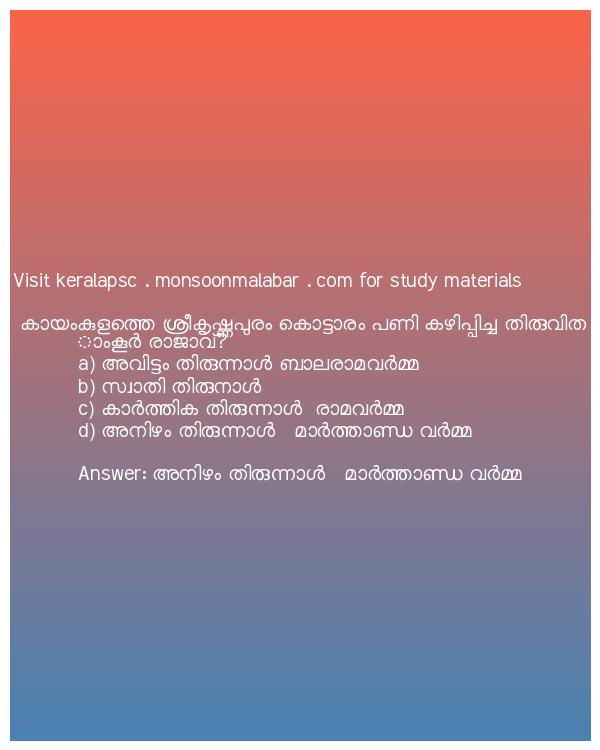 Visit keralapsc . monsoonmalabar . com for study materials
കായംകുളത്തെ ശ്രീകൃഷ്ണപുരം കൊട്ടാരം പണി കഴിപ്പിച്ച തിരുവിത
ാംകൂർ രാജാവ്?
a) അവിട്ടം തിരുന്നാൾ ബാലരാമവർമ്മ
b) സ്വാതി തിരുനാൾ
c) കാർത്തിക തിരുന്നാൾ രാമവർമ്മ
d) അനിഴം തിരുന്നാൾ മാർത്താണ്ഡ വർമ്മ
Answer: അനിഴം തിരുന്നാൾ മാർത്താണ്ഡ വർമ്മ